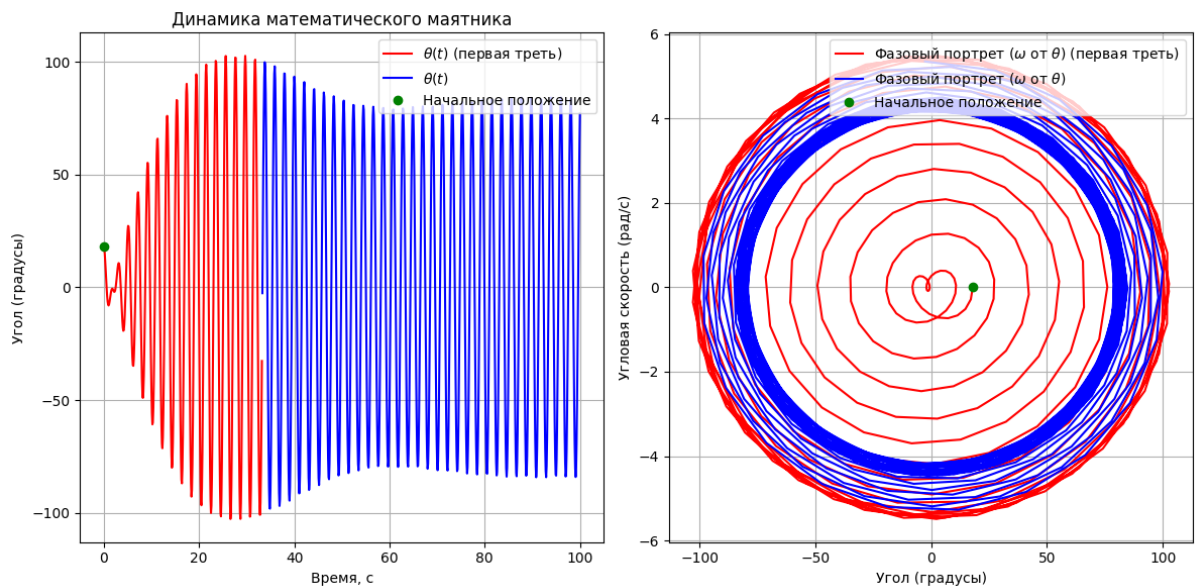 Динамика математического маятника
θ(t) (первая треть)
θ(t)
Начальное положение
100
50
0
−50
−100
Угол (градусы)
0
20
40
60
80
100
Время, с
Фазовый портрет (ω от θ) (первая треть)
Фазовый портрет (ω от θ)
Начальное положение
6
4
2
0
−2
−4
−6
Угловая скорость (рад/с)
−100
−50
0
50
100
Угол (градусы)